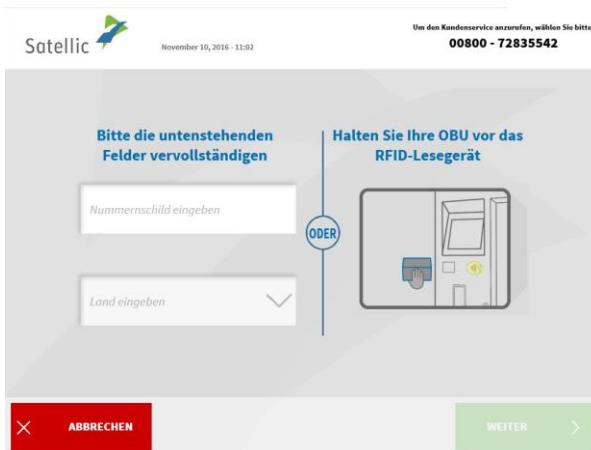 Satellic
November 10, 2016 - 11:02
Um den Kundenservice anzurufen, wählen Sie bitte
00800 - 72835542
Bitte die untenstehenden
Felder vervollständigen
Nummernschild eingeben
Land eingeben
ODER
Halten Sie Ihre OBU vor das
RFID-Lesegerät
ABBRECHEN
WEITER